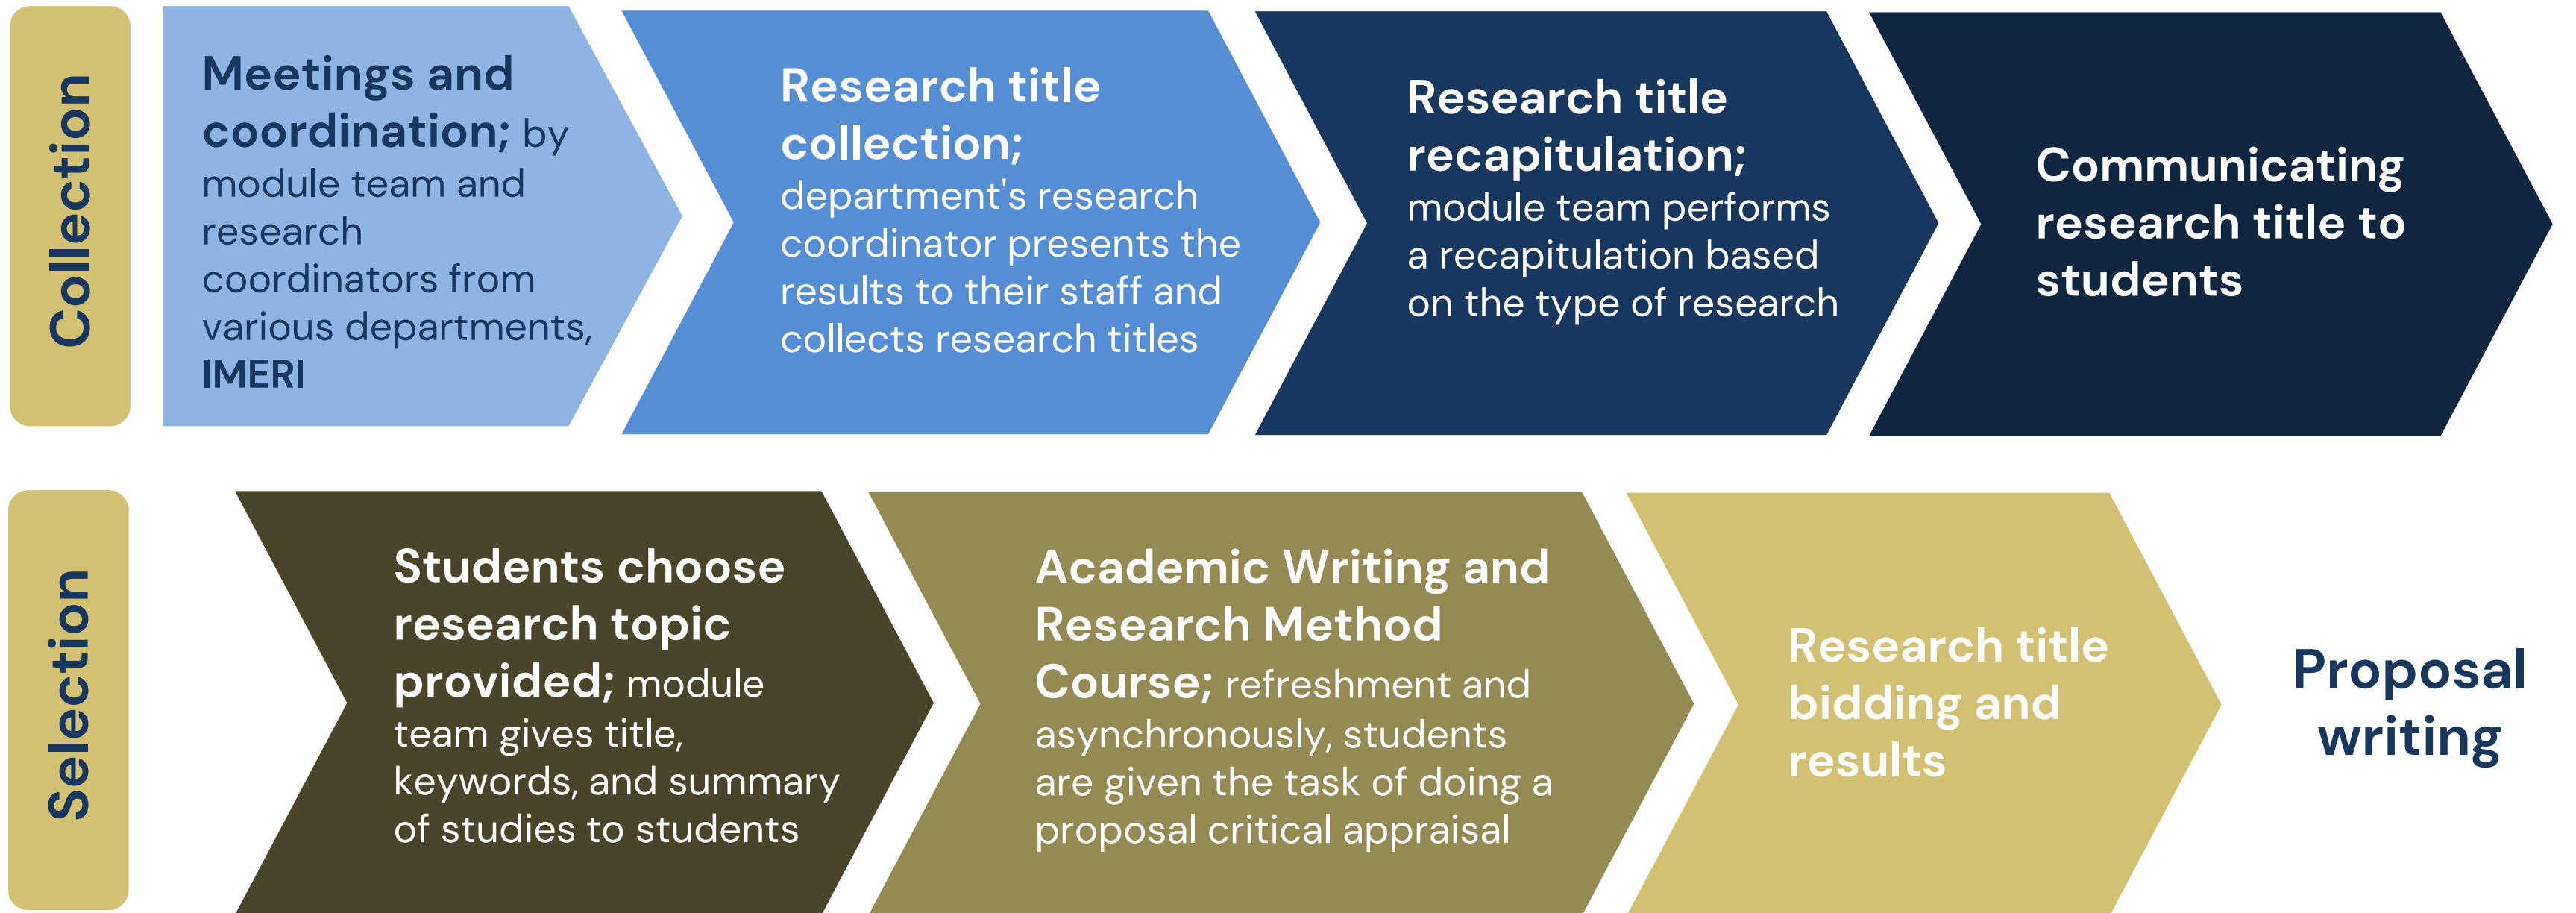 Collection
Meetings and
coordination; by
module team and
research
coordinators from
various departments,
IMERI
Research title
collection;
department's research
coordinator presents the
results to their staff and
collects research titles
Research title
recapitulation;
module team performs
a recapitulation based
on the type of research
Communicating
research title to
students
Selection
Students choose
research topic
provided; module
team gives title,
keywords, and summary
of studies to students
Academic Writing and
Research Method
Course; refreshment and
asynchronously, students
are given the task of doing a
proposal critical appraisal
Research title
bidding and
results
Proposal
writing